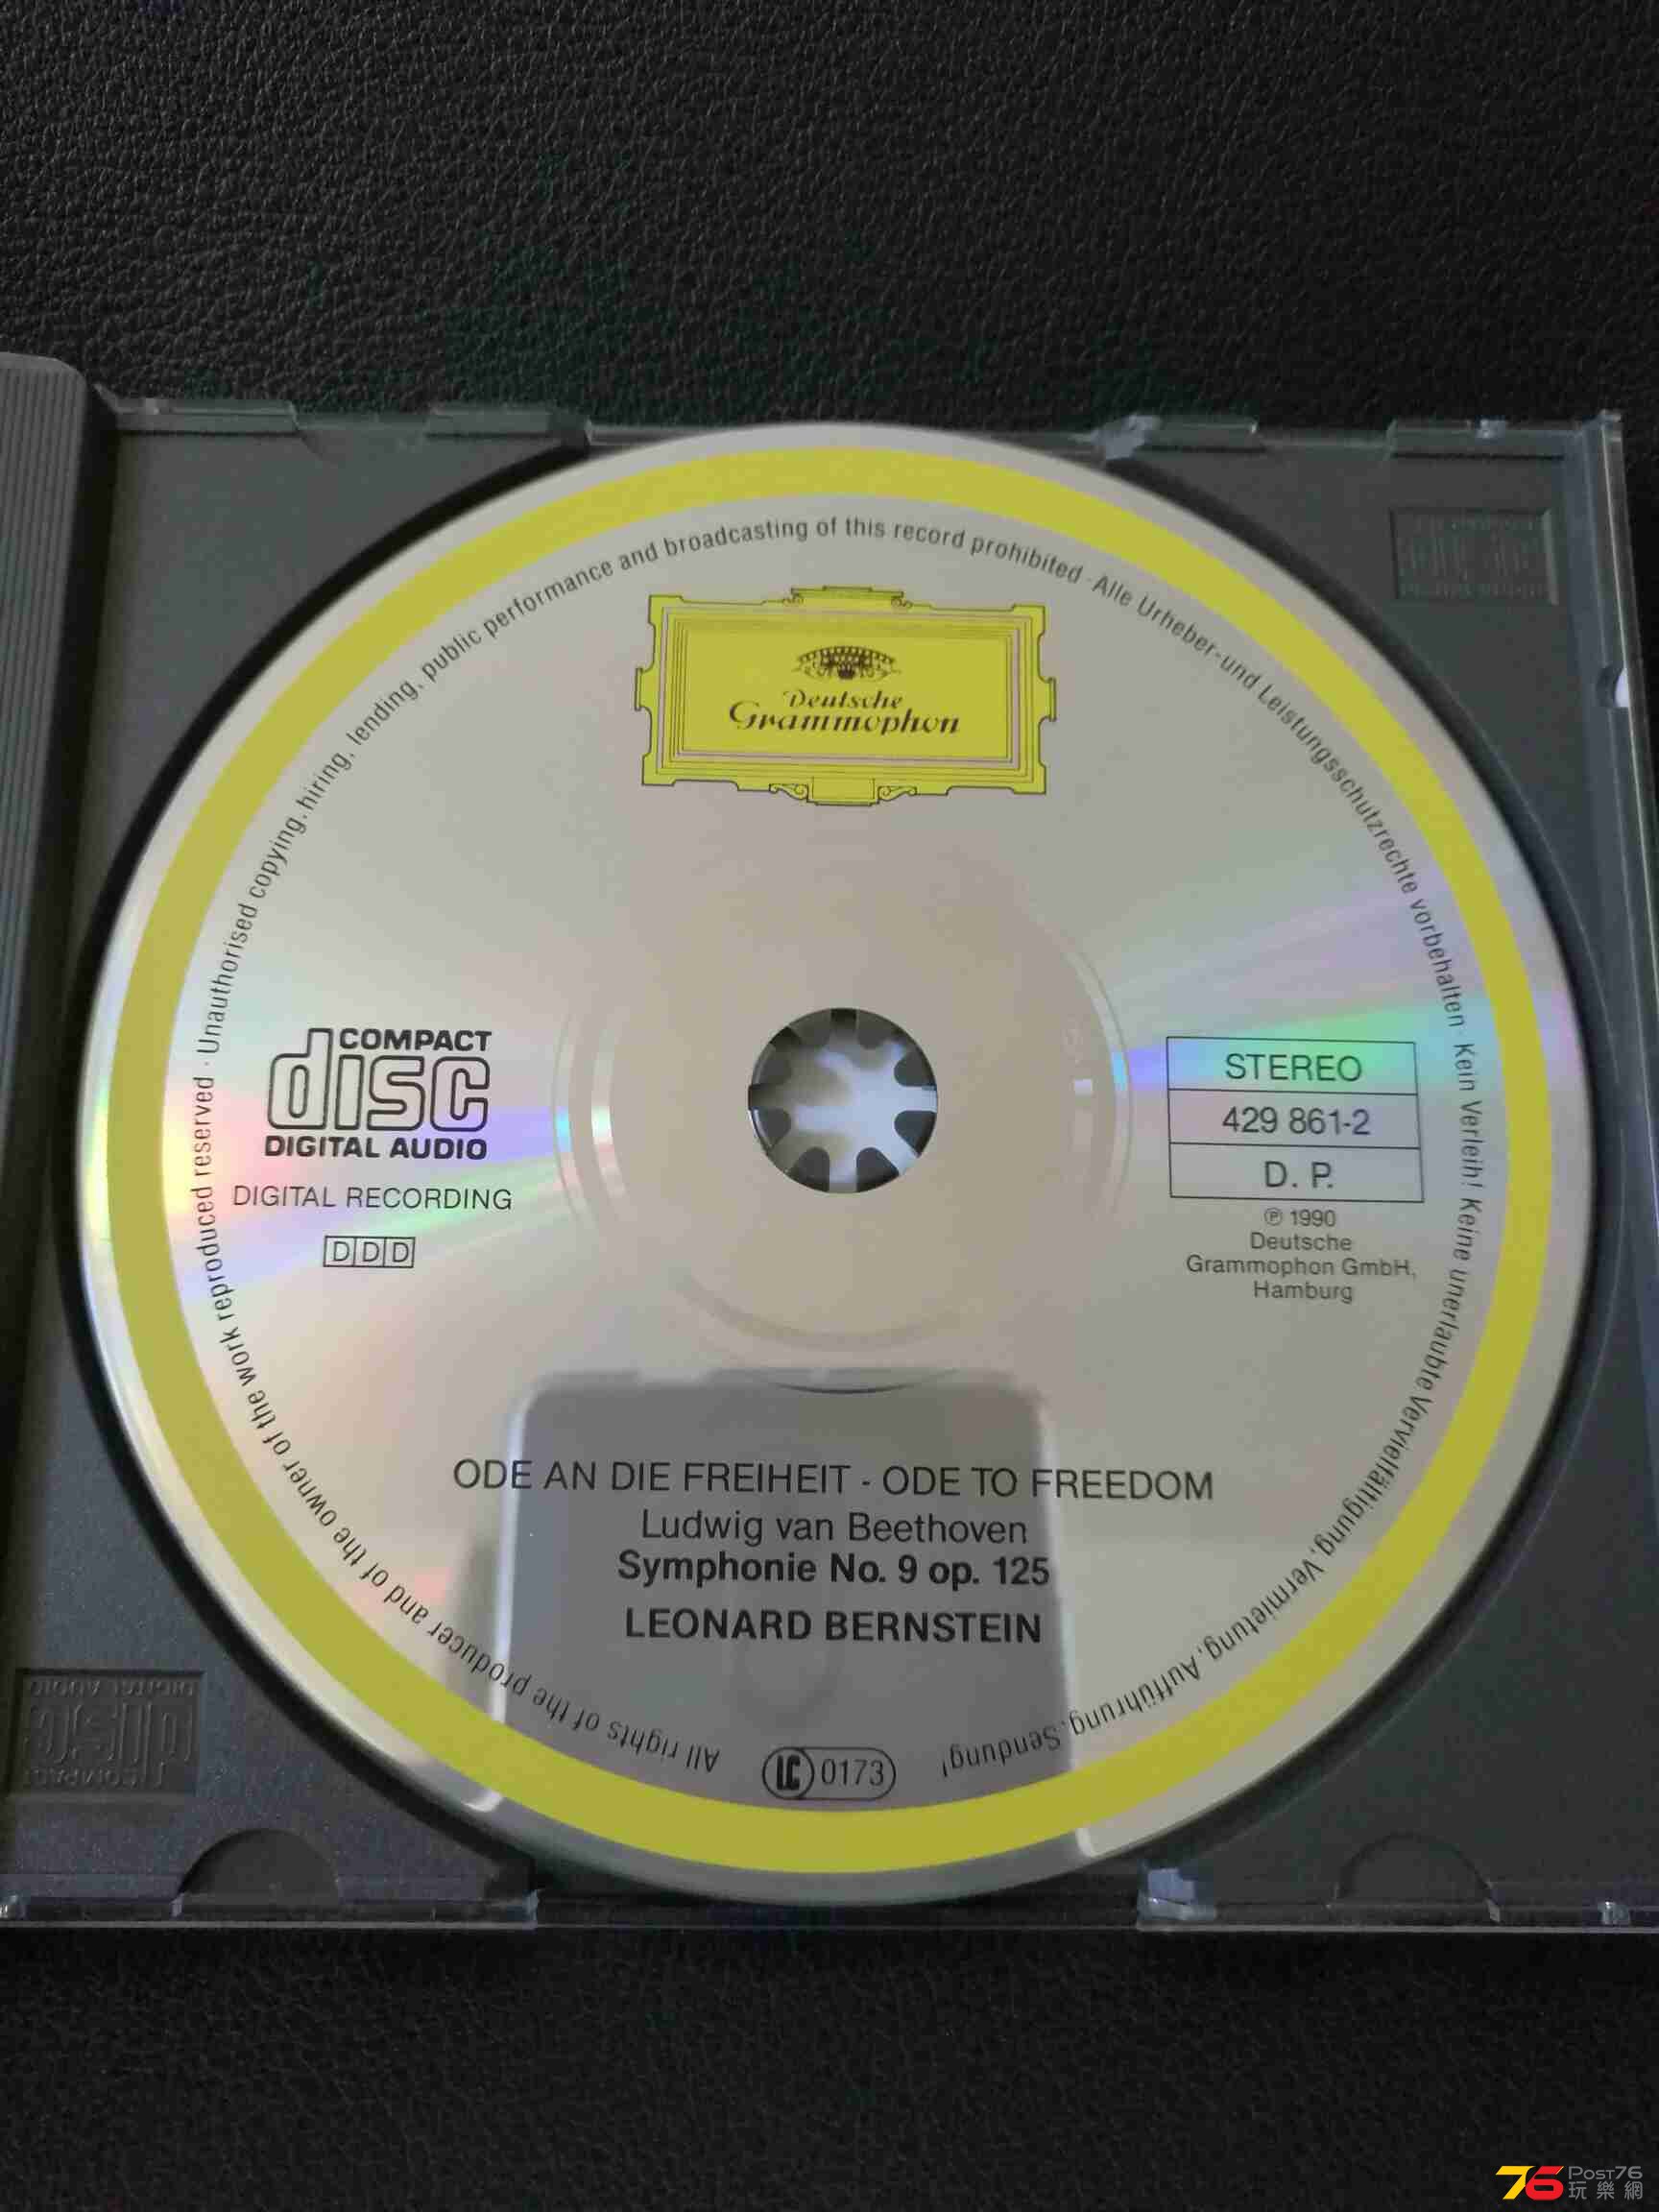 Unauthorised copying, hiring, lending, public performance and broadcasting of this record prohibited · Alle Urheber- und Leistungsschutzrechte vorbehalten · Kein Verleih! Keine unerlaubte Vervielfältigung, Vermietung, Aufführung, Sendung!
Deutsche
Grammophon
COMPACT
disc
DIGITAL AUDIO
DIGITAL RECORDING
DDD
STEREO
429 861-2
D. P.
℗ 1990
Deutsche
Grammophon GmbH,
Hamburg
ODE AN DIE FREIHEIT - ODE TO FREEDOM
Ludwig van Beethoven
Symphonie No. 9 op. 125
LEONARD BERNSTEIN
All rights of the producer and of the owner of the work reproduced reserved ·
LC 0173
COMPACT
disc
DIGITAL AUDIO
76 POST76
玩樂網